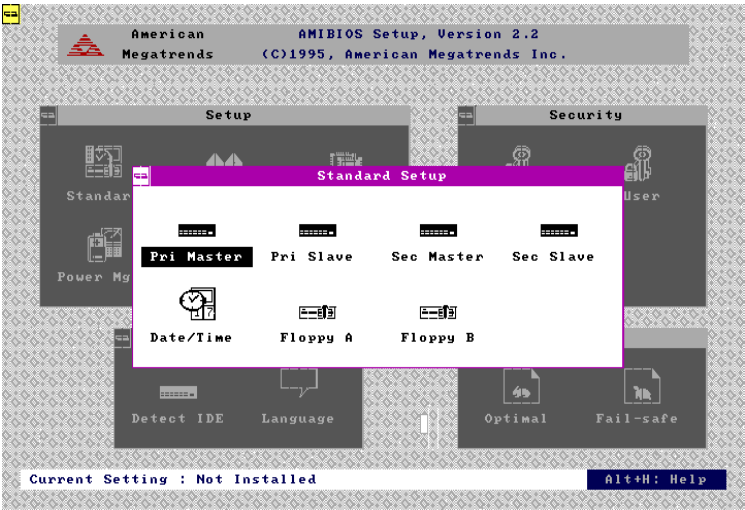 American
Megatrends
AMIBIOS Setup, Version 2.2
(C)1995, American Megatrends Inc.
Setup
Security
Standar
User
Power Mg
Standard Setup
Pri Master
Pri Slave
Sec Master
Sec Slave
Date/Time
Floppy A
Floppy B
Detect IDE
Language
Optimal
Fail-safe
Current Setting : Not Installed
Alt+H: Help